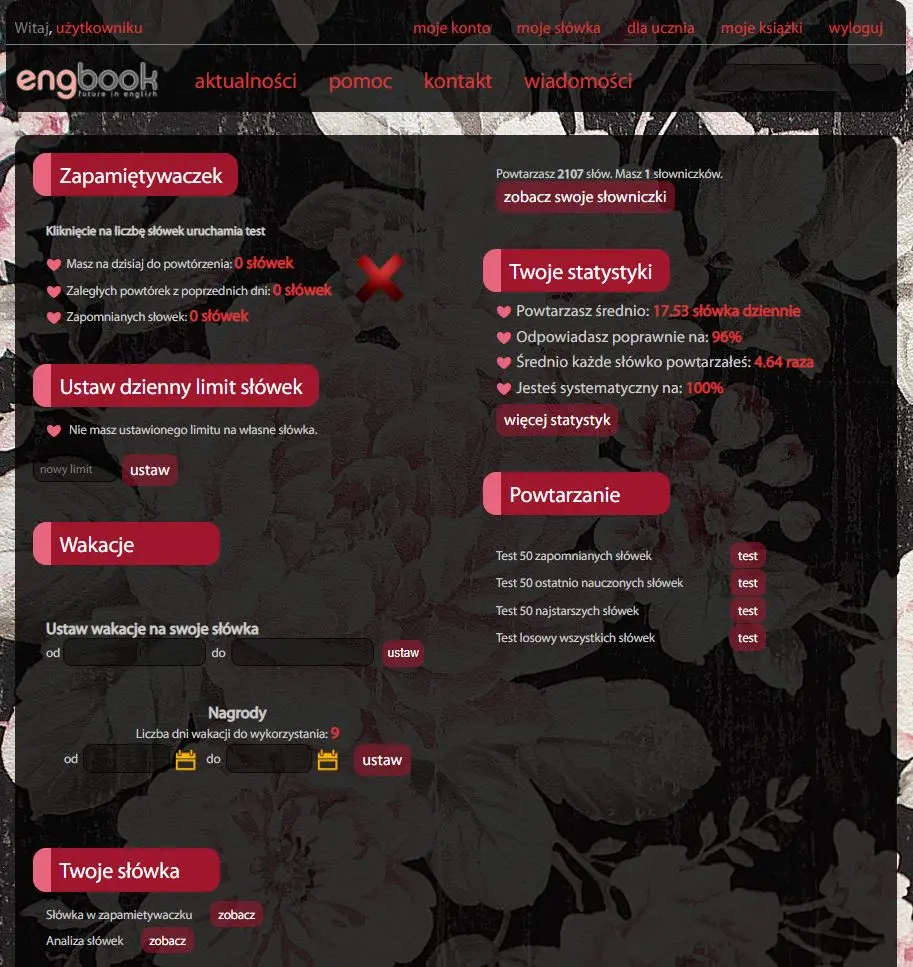 Witaj, użytkowniku
moje konto moje słówka dla ucznia moje książki wyloguj
engbook
future in english
aktualności pomoc kontakt wiadomości
Zapamiętywaczek
Kliknięcie na liczbę słówek uruchamia test
Masz na dzisiaj do powtórzenia: 0 słówek
Zaległych powtórek z poprzednich dni: 0 słówek
Zapomnianych słowek: 0 słówek
Ustaw dzienny limit słówek
Nie masz ustawionego limitu na własne słówka.
nowy limit ustaw
Wakacje
Ustaw wakacje na swoje słówka
od do ustaw
Nagrody
Liczba dni wakacji do wykorzystania: 9
od do ustaw
Twoje słówka
Słówka w zapamietywaczku zobacz
Analiza słówek zobacz
Powtarzasz 2107 słów. Masz 1 słowniczków.
zobacz swoje słowniczki
Twoje statystyki
Powtarzasz średnio: 17.53 słówka dziennie
Odpowiadasz poprawnie na: 96%
Średnio każde słówko powtarzałeś: 4.64 raza
Jesteś systematyczny na: 100%
więcej statystyk
Powtarzanie
Test 50 zapomnianych słówek test
Test 50 ostatnio nauczonych słówek test
Test 50 najstarszych słówek test
Test losowy wszystkich słówek test